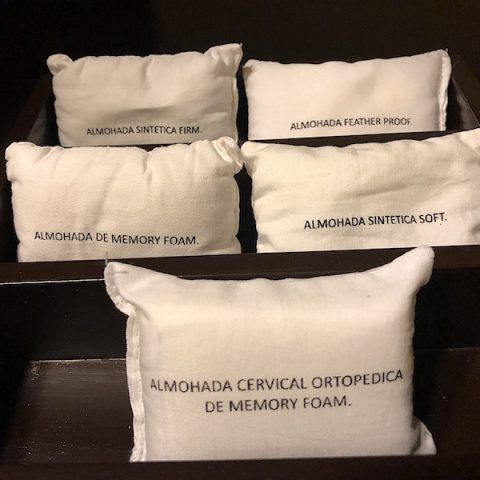 ALMOHADA SINTETICA FIRM.
ALMOHADA FEATHER PROOF.
ALMOHADA DE MEMORY FOAM.
ALMOHADA SINTETICA SOFT.
ALMOHADA CERVICAL ORTOPEDICA
DE MEMORY FOAM.